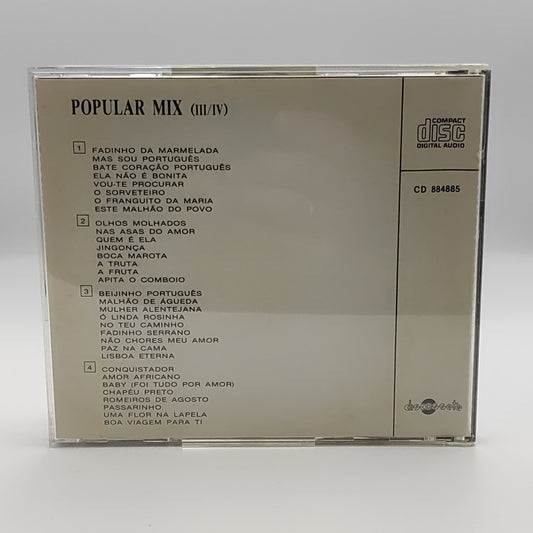 POPULAR MIX (III/IV)
1 FADINHO DA MARMELADA
MAS SOU PORTUGUÊS
BATE CORAÇÃO PORTUGUÊS
ELA NÃO É BONITA
VOU-TE PROCURAR
O SORVETEIRO
O FRANGUITO DA MARIA
ESTE MALHÃO DO POVO
2 OLHOS MOLHADOS
NAS ASAS DO AMOR
QUEM É ELA
JINGONÇA
BOCA MAROTA
A TRUTA
A FRUTA
APITA O COMBOIO
3 BEIJINHO PORTUGUÊS
MALHÃO DE ÁGUEDA
MULHER ALENTEJANA
Ó LINDA ROSINHA
NO TEU CAMINHO
FADINHO SERRANO
NÃO CHORES MEU AMOR
PAZ NA CAMA
LISBOA ETERNA
4 CONQUISTADOR
AMOR AFRICANO
BABY (FOI TUDO POR AMOR)
CHAPÉU PRETO
ROMEIROS DE AGOSTO
PASSARINHO
UMA FLOR NA LAPELA
BOA VIAGEM PARA TI
COMPACT
disc
DIGITAL AUDIO
CD 884885
discossete